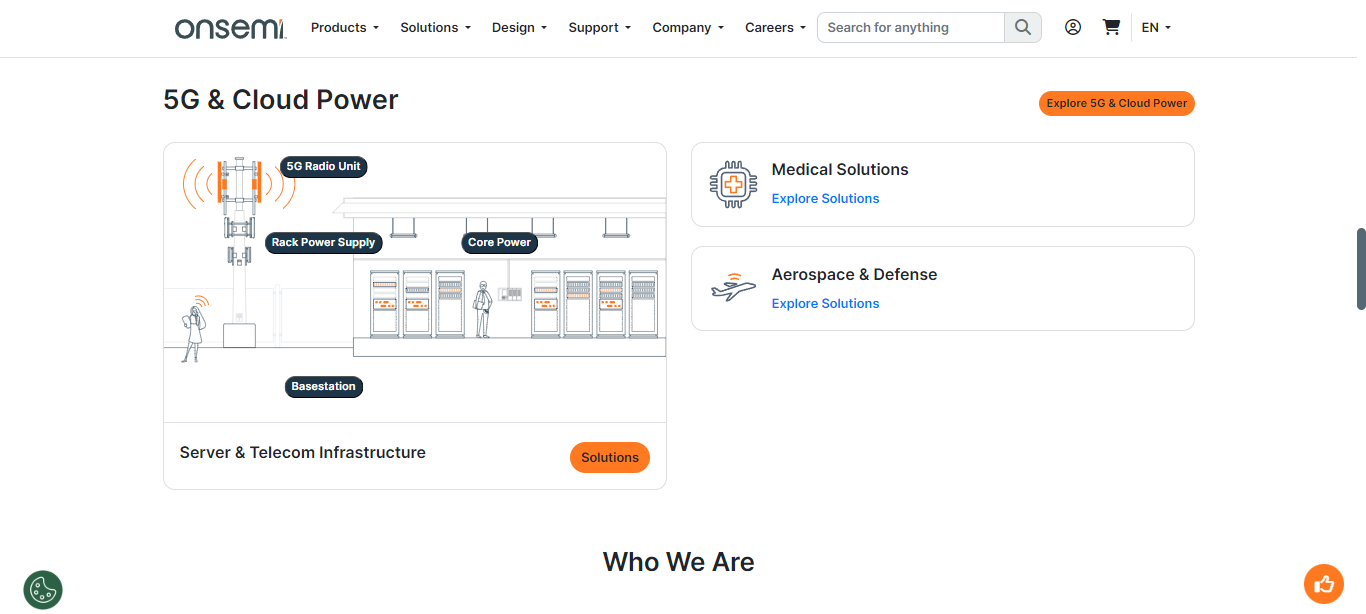 onsemi
Products
Solutions
Design
Support
Company
Careers
Search for anything
EN
5G & Cloud Power
Explore 5G & Cloud Power
5G Radio Unit
Rack Power Supply
Core Power
Basestation
Server & Telecom Infrastructure
Solutions
Medical Solutions
Explore Solutions
Aerospace & Defense
Explore Solutions
Who We Are